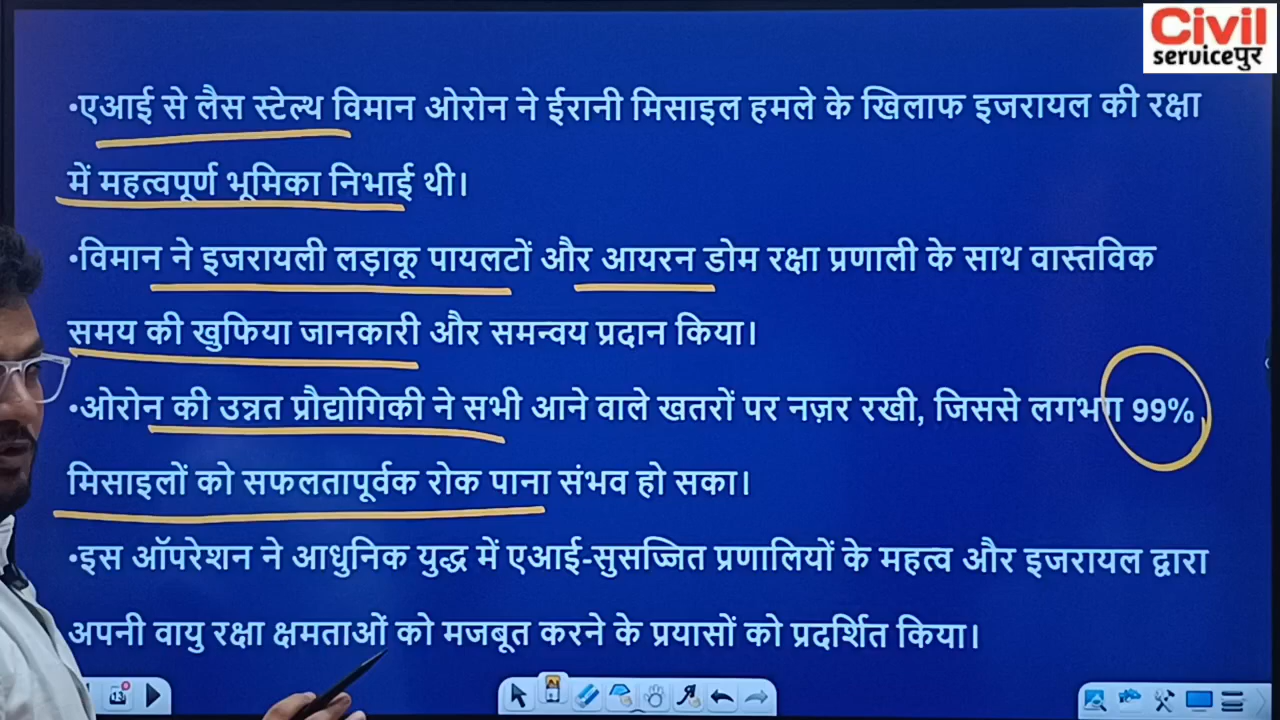 Civil
serviceपुर
•एआई से लैस स्टेल्थ विमान ओरोन ने ईरानी मिसाइल हमले के खिलाफ इजरायल की रक्षा
में महत्वपूर्ण भूमिका निभाई थी।
•विमान ने इजरायली लड़ाकू पायलटों और आयरन डोम रक्षा प्रणाली के साथ वास्तविक
समय की खुफिया जानकारी और समन्वय प्रदान किया।
•ओरोन की उन्नत प्रौद्योगिकी ने सभी आने वाले खतरों पर नज़र रखी, जिससे लगभग 99%
मिसाइलों को सफलतापूर्वक रोक पाना संभव हो सका।
•इस ऑपरेशन ने आधुनिक युद्ध में एआई-सुसज्जित प्रणालियों के महत्व और इजरायल द्वारा
अपनी वायु रक्षा क्षमताओं को मजबूत करने के प्रयासों को प्रदर्शित किया।